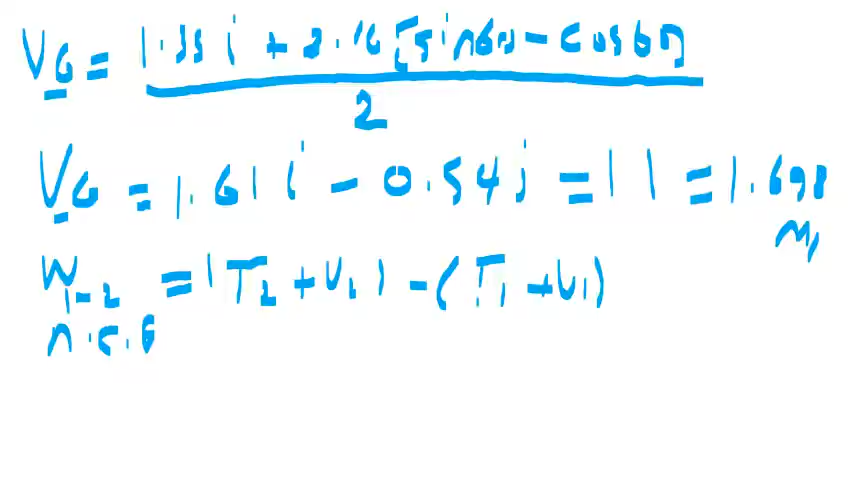 VG = 1.35 i + 2.16 [sin60 - cos60]
2
VG = 1.61 i - 0.54 j = | | = 1.698 m/
W1-2 = (T2 + V2) - (T1 + V1)
n.c.f